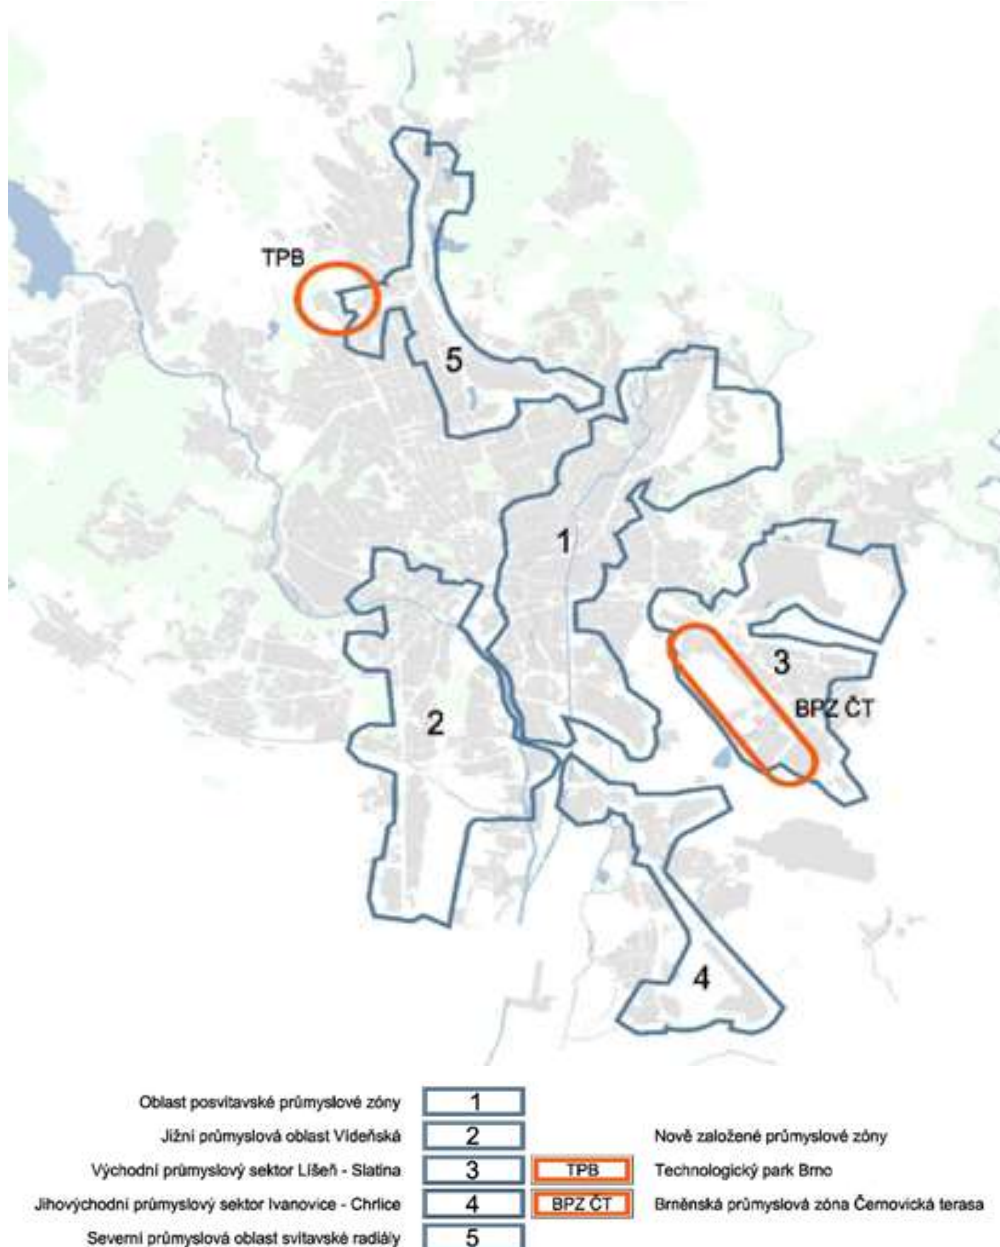 TPB
5
1
3
BPZ ČT
2
4
Oblast posvitavské průmyslové zóny 1
Jižní průmyslová oblast Vídeňská 2 Nově založené průmyslové zóny
Východní průmyslový sektor Líšeň - Slatina 3 TPB Technologický park Brno
Jihovýchodní průmyslový sektor Ivanovice - Chrlice 4 BPZ ČT Brněnská průmyslová zóna Černovická terasa
Severní průmyslová oblast svitavské radiály 5